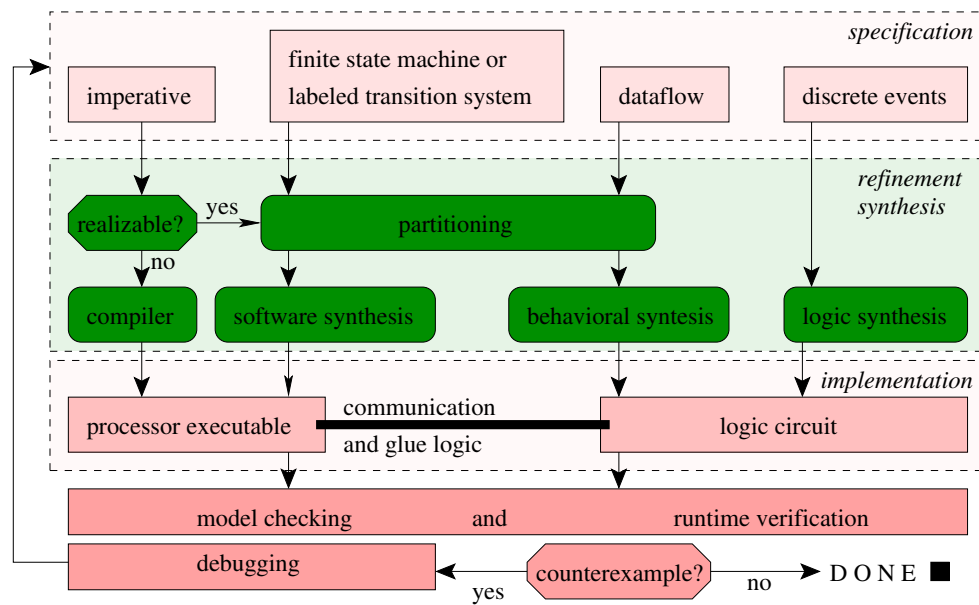 specification
finite state machine or
labeled transition system
imperative
dataflow
discrete events
refinement
synthesis
realizable?
yes
partitioning
no
compiler
software synthesis
behavioral syntesis
logic synthesis
implementation
processor executable
communication
and glue logic
logic circuit
model checking and runtime verification
debugging
yes
counterexample?
no
D O N E